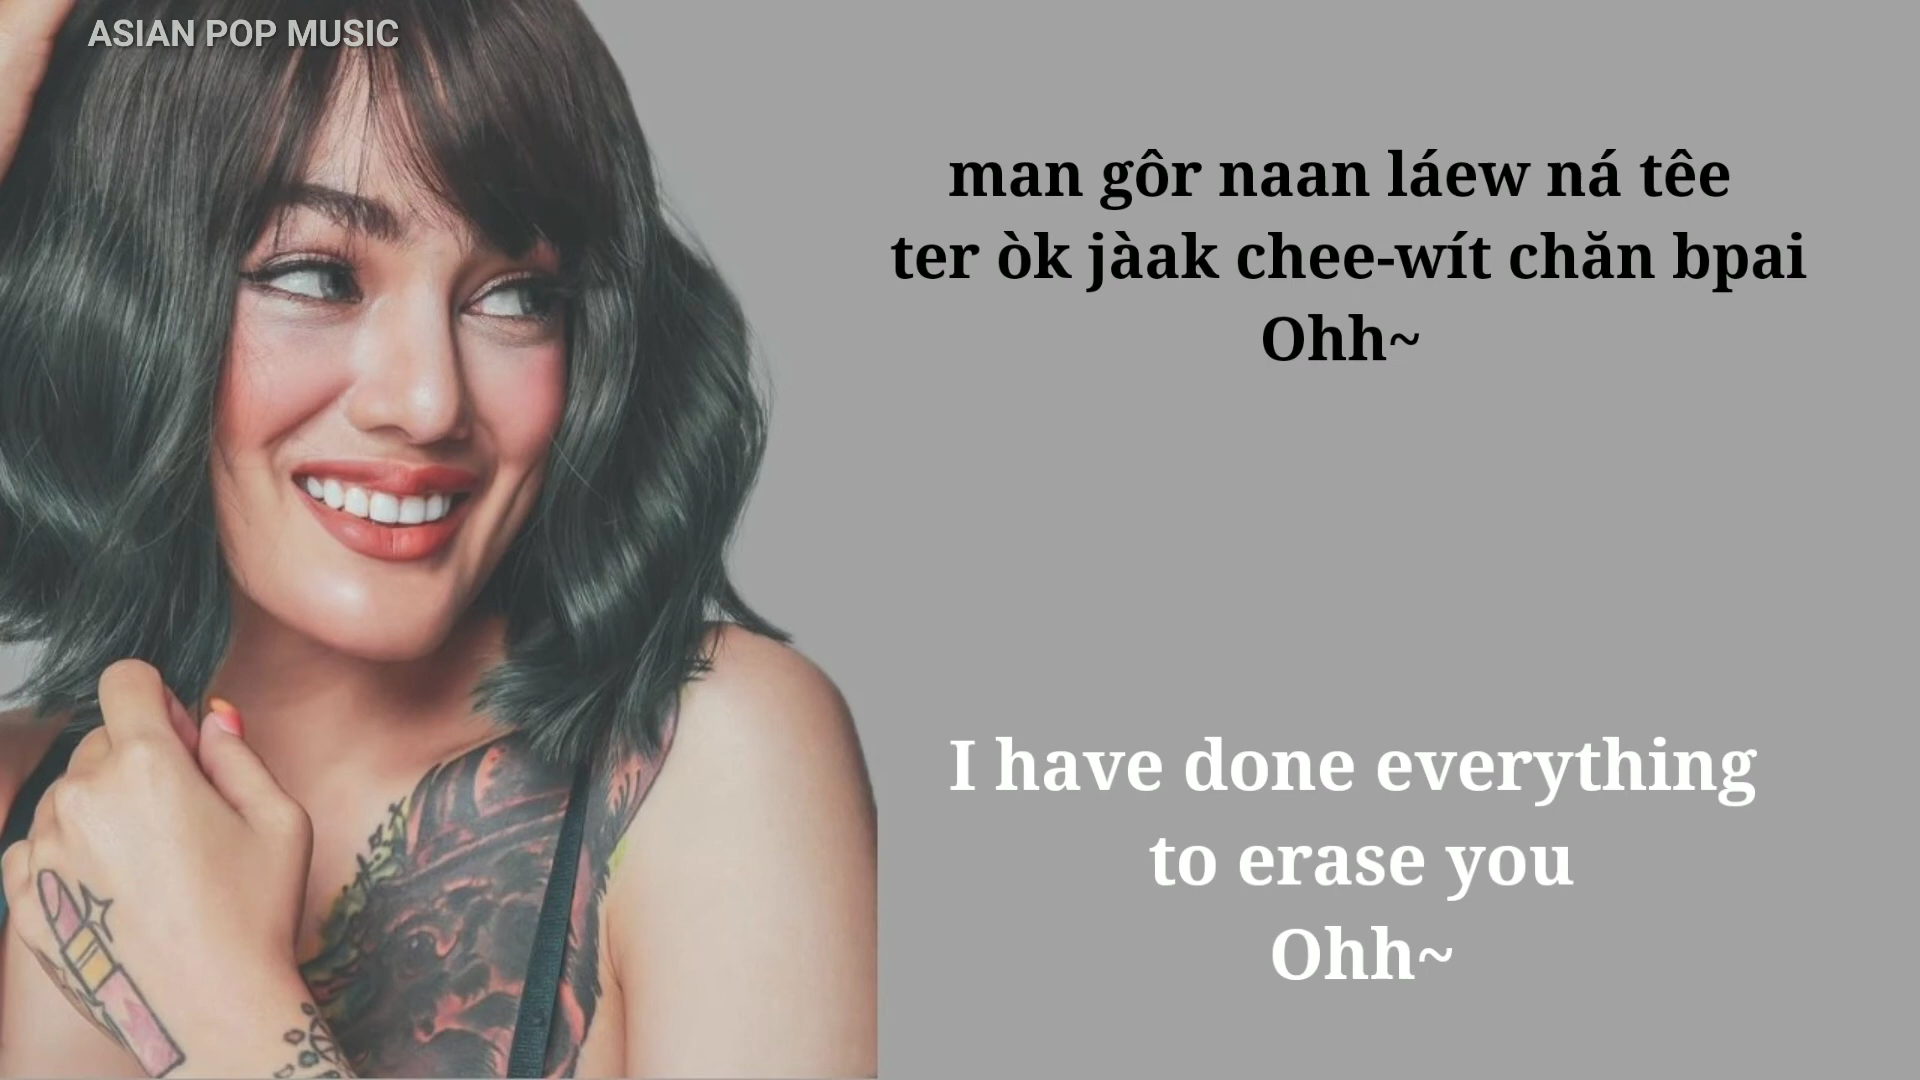 ASIAN POP MUSIC
man gôr naan láew ná têe
ter òk jàak chee-wít chăn bpai
Ohh~
I have done everything
to erase you
Ohh~